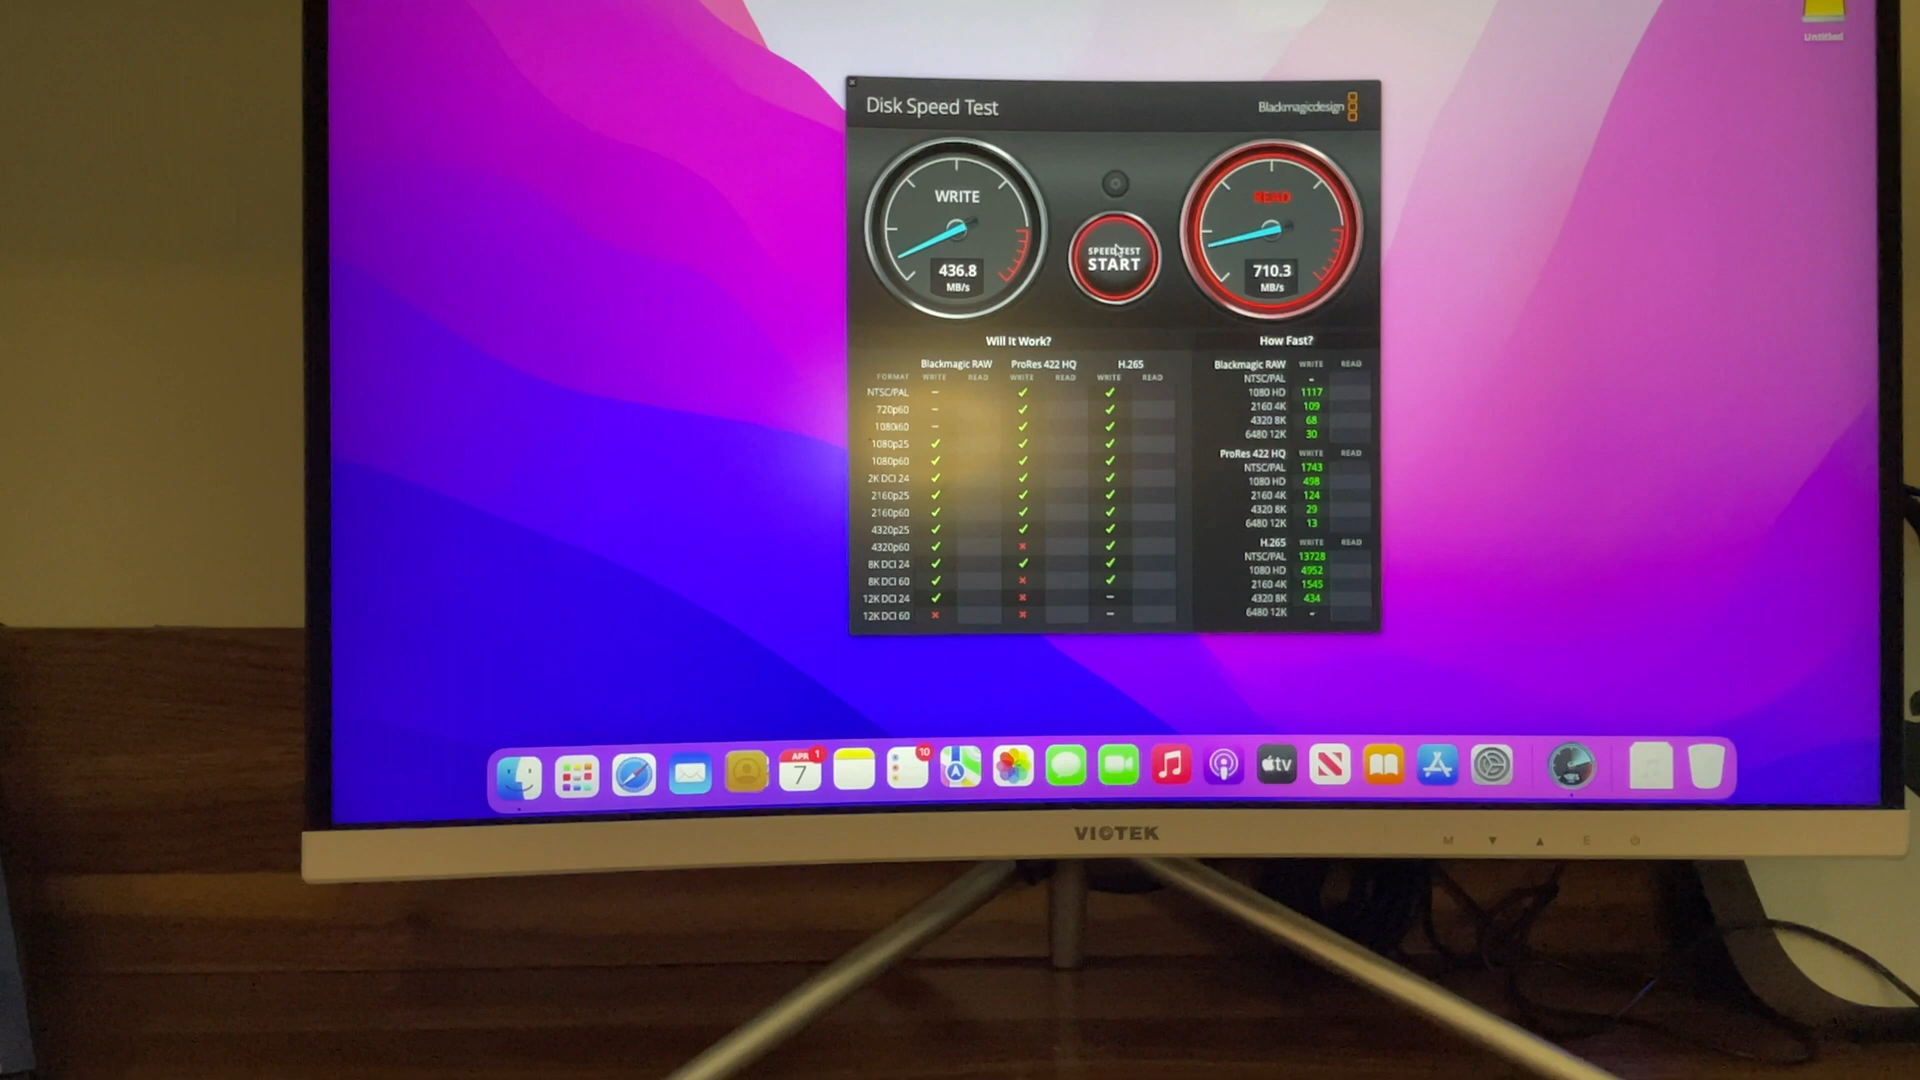 Untitled
Disk Speed Test
Blackmagicdesign
WRITE
436.8
MB/s
SPEED TEST
START
READ
710.3
MB/s
Will It Work?
Blackmagic RAW ProRes 422 HQ H.265
FORMAT WRITE READ WRITE READ WRITE READ
NTSC/PAL – ✓ ✓
720p60 – ✓ ✓
1080i60 – ✓ ✓
1080p25 ✓ ✓ ✓
1080p60 ✓ ✓ ✓
2K DCI 24 ✓ ✓ ✓
2160p25 ✓ ✓ ✓
2160p60 ✓ ✓ ✓
4320p25 ✓ ✓ ✓
4320p60 ✓ × ✓
8K DCI 24 ✓ ✓ ✓
8K DCI 60 ✓ × ✓
12K DCI 24 ✓ × –
12K DCI 60 × × –
How Fast?
Blackmagic RAW WRITE READ
NTSC/PAL -
1080 HD 1117
2160 4K 109
4320 8K 68
6480 12K 30
ProRes 422 HQ WRITE READ
NTSC/PAL 1743
1080 HD 498
2160 4K 124
4320 8K 29
6480 12K 13
H.265 WRITE READ
NTSC/PAL 13728
1080 HD 4952
2160 4K 1545
4320 8K 434
6480 12K -
APR 1
7
10
tv
VIOTEK
M ▼ ▲ E